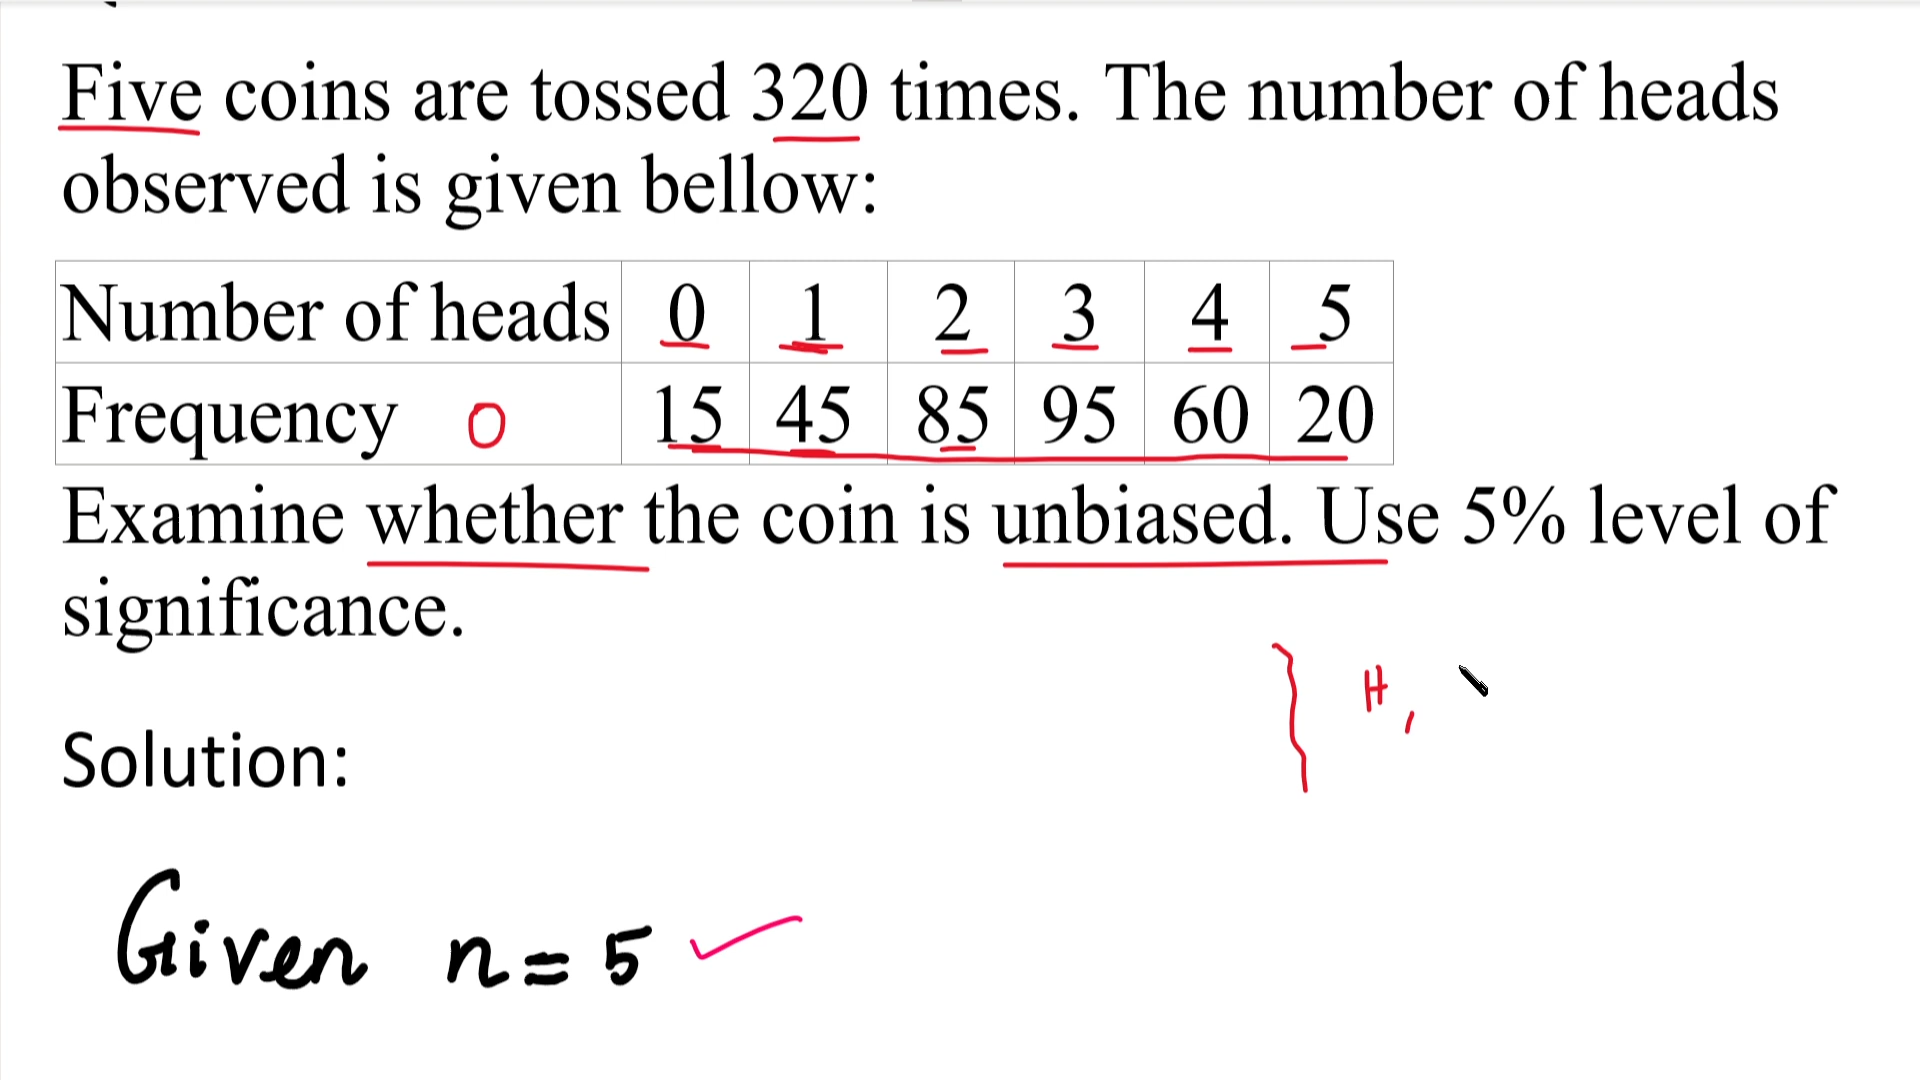 Five coins are tossed 320 times. The number of heads
observed is given bellow:
Number of heads 0 1 2 3 4 5
Frequency O 15 45 85 95 60 20
Examine whether the coin is unbiased. Use 5% level of
significance.
H,
Solution:
Given n = 5